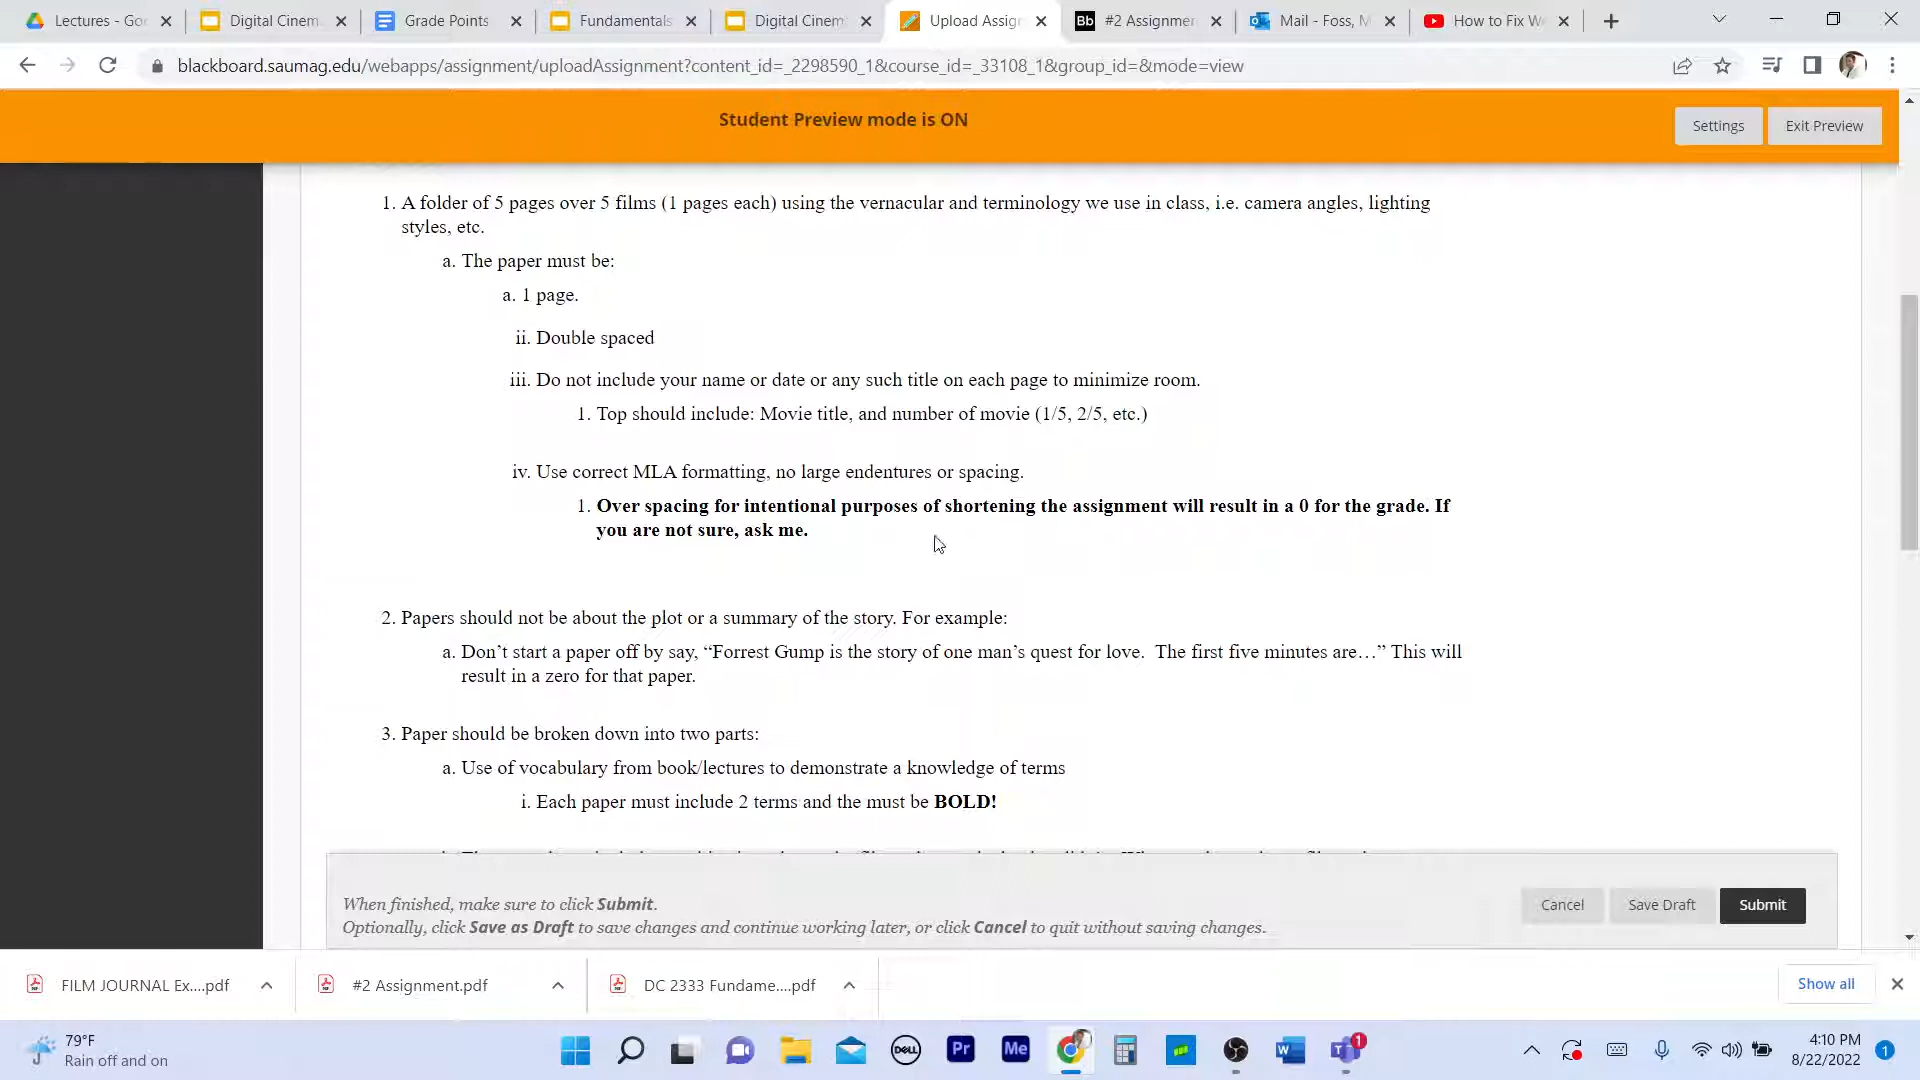 Lectures - Goo
Digital Cinem
Grade Points
Fundamentals
Digital Cinem
Upload Assign
Bb #2 Assignmen
Mail - Foss, M
How to Fix We
blackboard.saumag.edu/webapps/assignment/uploadAssignment?content_id=_2298590_1&course_id=_33108_1&group_id=&mode=view
Student Preview mode is ON
Settings
Exit Preview
1. A folder of 5 pages over 5 films (1 pages each) using the vernacular and terminology we use in class, i.e. camera angles, lighting
styles, etc.
a. The paper must be:
a. 1 page.
ii. Double spaced
iii. Do not include your name or date or any such title on each page to minimize room.
1. Top should include: Movie title, and number of movie (1/5, 2/5, etc.)
iv. Use correct MLA formatting, no large endentures or spacing.
1. Over spacing for intentional purposes of shortening the assignment will result in a 0 for the grade. If
you are not sure, ask me.
2. Papers should not be about the plot or a summary of the story. For example:
a. Don’t start a paper off by say, “Forrest Gump is the story of one man’s quest for love.  The first five minutes are…” This will
result in a zero for that paper.
3. Paper should be broken down into two parts:
a. Use of vocabulary from book/lectures to demonstrate a knowledge of terms
i. Each paper must include 2 terms and the must be BOLD!
When finished, make sure to click Submit.
Optionally, click Save as Draft to save changes and continue working later, or click Cancel to quit without saving changes.
Cancel
Save Draft
Submit
FILM JOURNAL Ex....pdf
#2 Assignment.pdf
DC 2333 Fundame....pdf
Show all
79°F
Rain off and on
DELL
Pr
Me
W
1
4:10 PM
8/22/2022
1